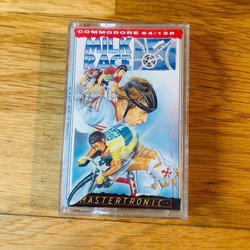 COMMODORE 64/128
MILK
RACE
MASTERTRONIC